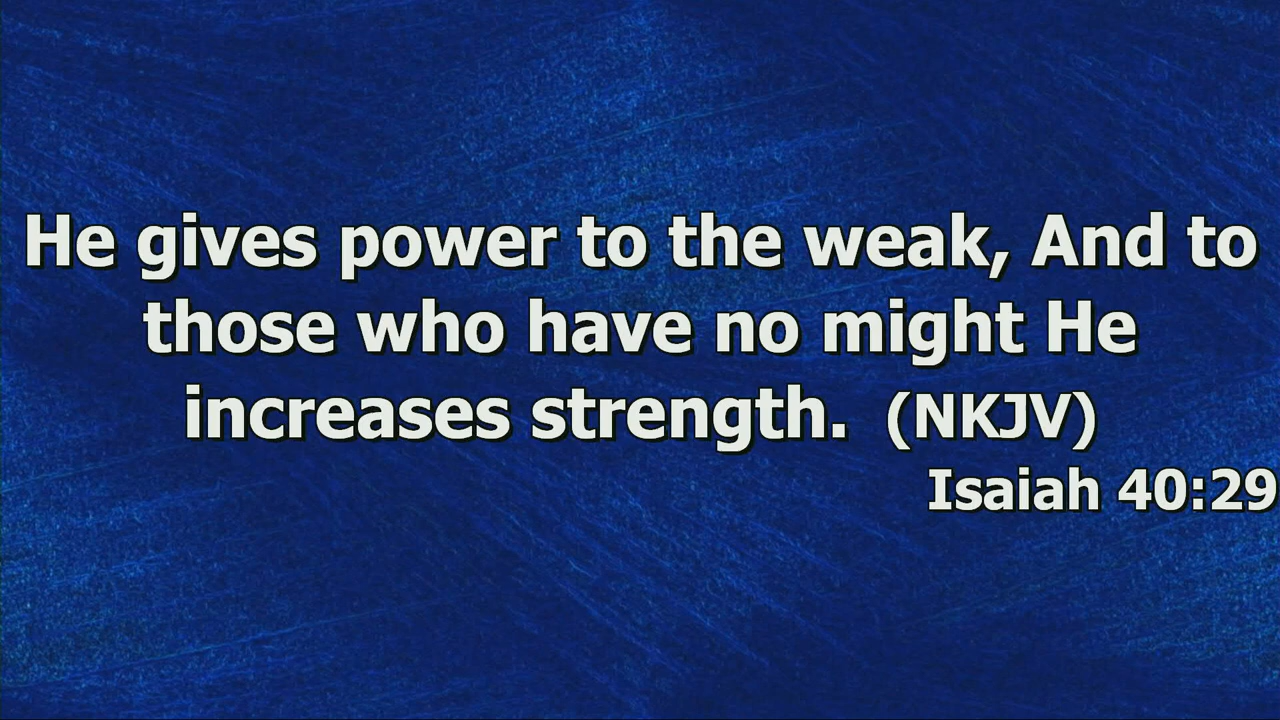 He gives power to the weak, And to
those who have no might He
increases strength. (NKJV)
Isaiah 40:29